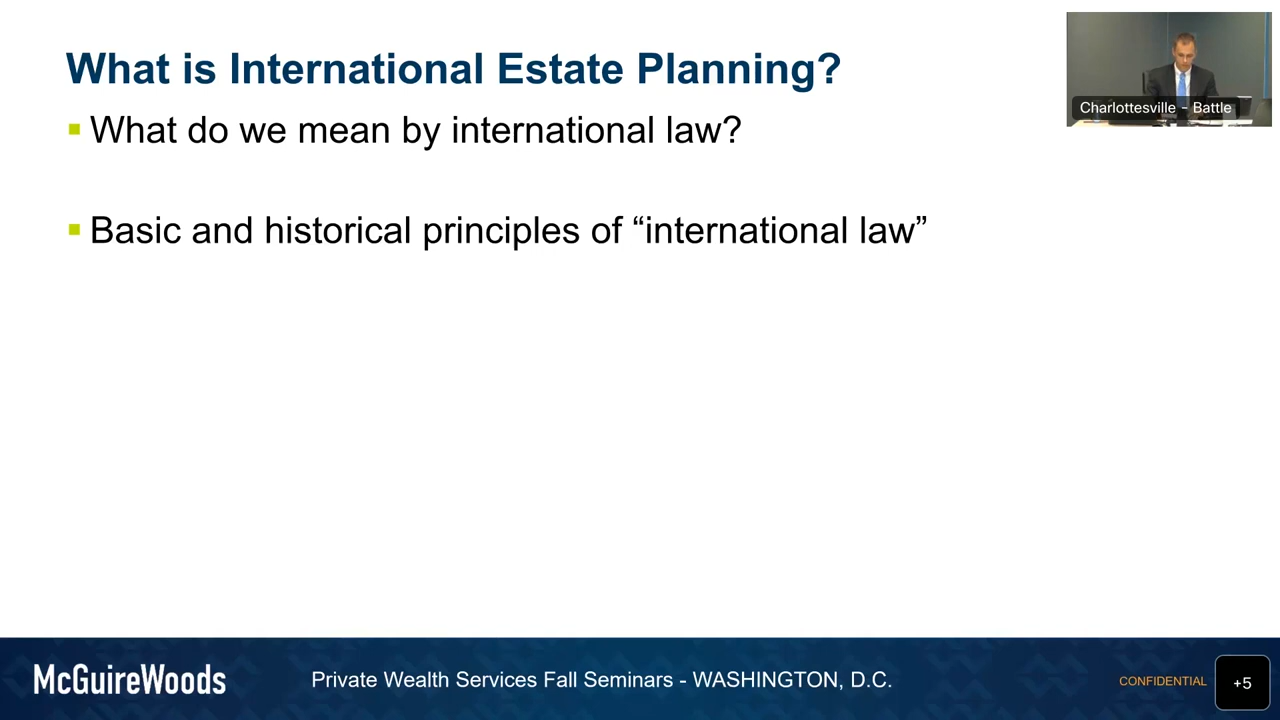 What is International Estate Planning?
What do we mean by international law?
Basic and historical principles of “international law”
Charlottesville - Battle
McGuireWoods
Private Wealth Services Fall Seminars - WASHINGTON, D.C.
CONFIDENTIAL
+5